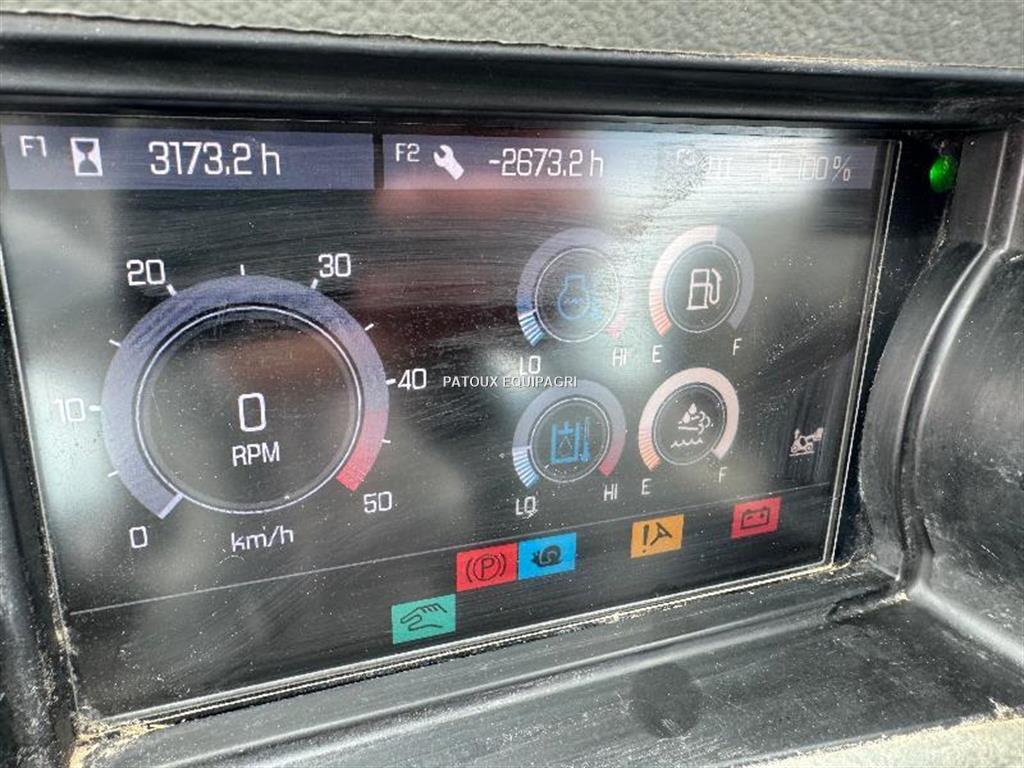 F1 3173.2 h
F2 -2673.2 h
100 %
20
30
10
40
0
50
0
RPM
km/h
LO
HI
E
F
PATOUX EQUIPAGRI
LO
HI
E
F
(P)
!A